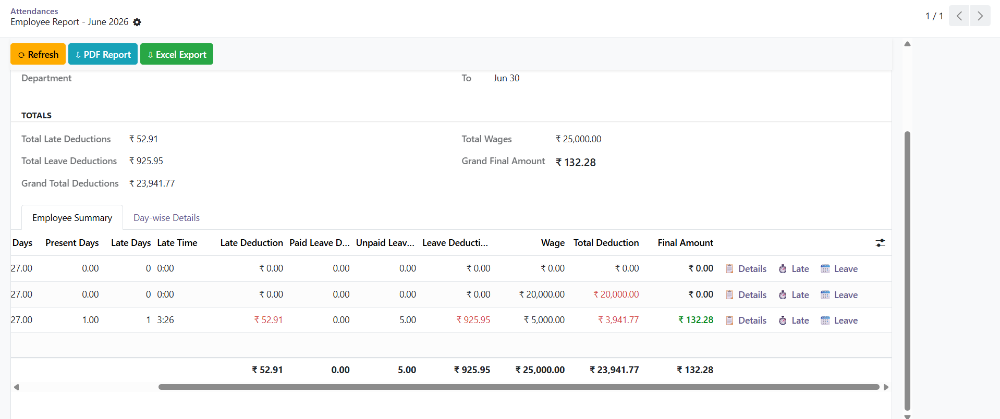 Attendances
Employee Report - June 2026
1 / 1
Refresh PDF Report Excel Export
Department To Jun 30
TOTALS
Total Late Deductions ₹ 52.91 Total Wages ₹ 25,000.00
Total Leave Deductions ₹ 925.95 Grand Final Amount ₹ 132.28
Grand Total Deductions ₹ 23,941.77
Employee Summary Day-wise Details
Days Present Days Late Days Late Time Late Deduction Paid Leave D... Unpaid Leav... Leave Deducti... Wage Total Deduction Final Amount
27.00 0.00 0 0:00 ₹ 0.00 0.00 0.00 ₹ 0.00 ₹ 0.00 ₹ 0.00 ₹ 0.00 Details Late Leave
27.00 0.00 0 0:00 ₹ 0.00 0.00 0.00 ₹ 0.00 ₹ 20,000.00 ₹ 20,000.00 ₹ 0.00 Details Late Leave
27.00 1.00 1 3:26 ₹ 52.91 0.00 5.00 ₹ 925.95 ₹ 5,000.00 ₹ 3,941.77 ₹ 132.28 Details Late Leave
₹ 52.91 0.00 5.00 ₹ 925.95 ₹ 25,000.00 ₹ 23,941.77 ₹ 132.28